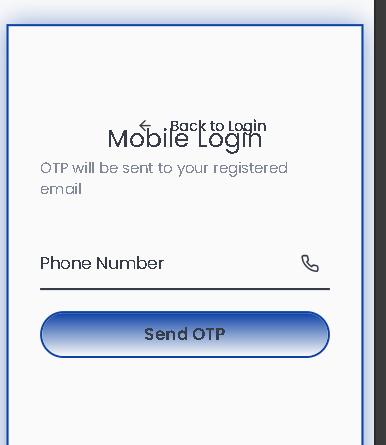 Back to Login
Mobile Login
OTP will be sent to your registered
email
Phone Number
Send OTP